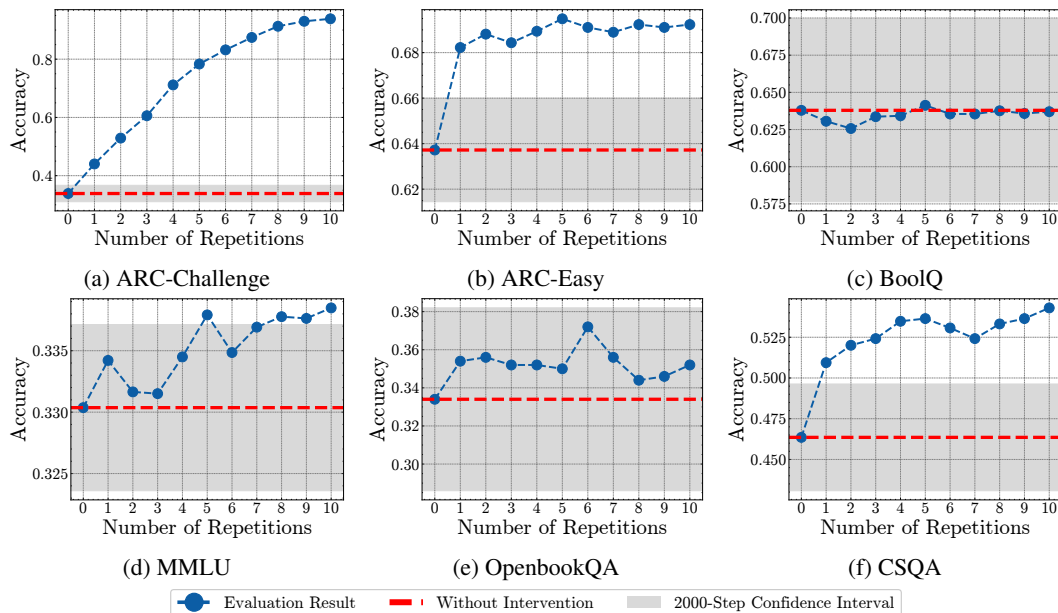 Accuracy
0.8
0.6
0.4
0 1 2 3 4 5 6 7 8 9 10
Number of Repetitions
(a) ARC-Challenge
Accuracy
0.68
0.66
0.64
0.62
0 1 2 3 4 5 6 7 8 9 10
Number of Repetitions
(b) ARC-Easy
Accuracy
0.700
0.675
0.650
0.625
0.600
0.575
0 1 2 3 4 5 6 7 8 9 10
Number of Repetitions
(c) BoolQ
Accuracy
0.335
0.330
0.325
0 1 2 3 4 5 6 7 8 9 10
Number of Repetitions
(d) MMLU
Accuracy
0.38
0.36
0.34
0.32
0.30
0 1 2 3 4 5 6 7 8 9 10
Number of Repetitions
(e) OpenbookQA
Accuracy
0.525
0.500
0.475
0.450
0 1 2 3 4 5 6 7 8 9 10
Number of Repetitions
(f) CSQA
Evaluation Result
Without Intervention
2000-Step Confidence Interval